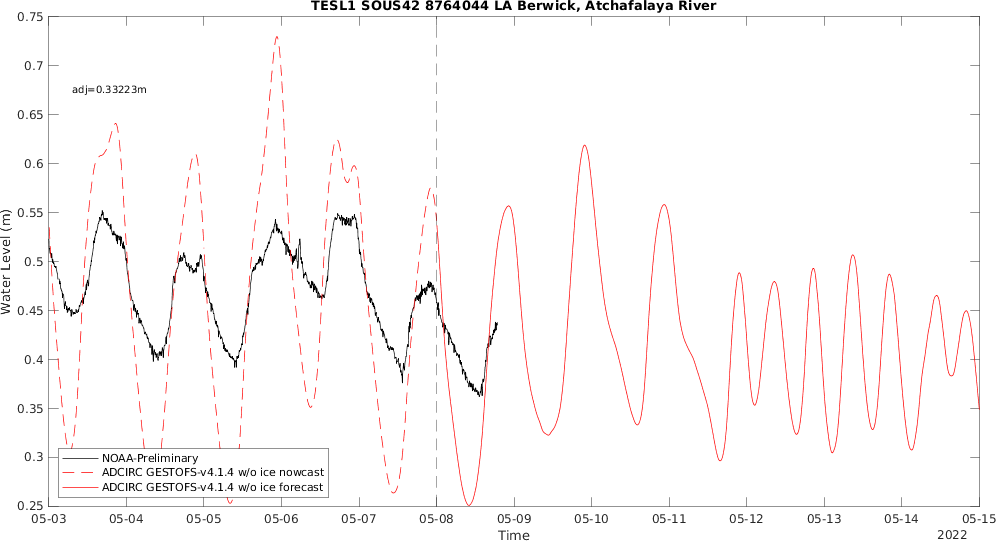 TESL1 SOUS42 8764044 LA Berwick, Atchafalaya River
0.75
0.7
0.65
0.6
0.55
0.5
0.45
0.4
0.35
0.3
0.25
Water Level (m)
adj=0.33223m
NOAA-Preliminary
ADCIRC GESTOFS-v4.1.4 w/o ice nowcast
ADCIRC GESTOFS-v4.1.4 w/o ice forecast
05-03 05-04 05-05 05-06 05-07 05-08 05-09 05-10 05-11 05-12 05-13 05-14 05-15
Time
2022